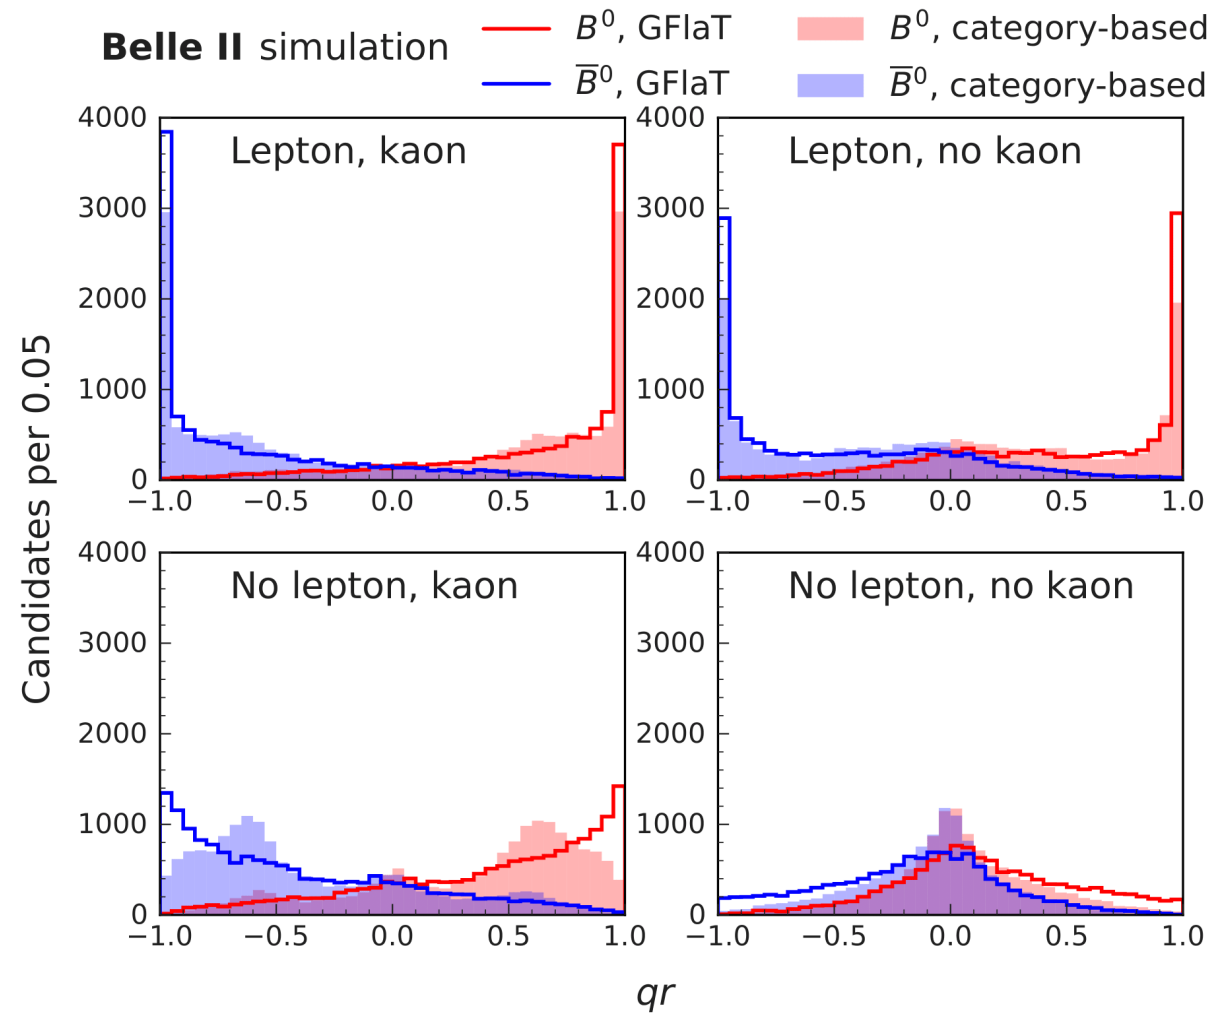 Belle II simulation
B⁰, GFlaT
B̅⁰, GFlaT
B⁰, category-based
B̅⁰, category-based
Candidates per 0.05
Lepton, kaon
4000
3000
2000
1000
0
−1.0 −0.5 0.0 0.5 1.0
Lepton, no kaon
4000
3000
2000
1000
0
−1.0 −0.5 0.0 0.5 1.0
No lepton, kaon
4000
3000
2000
1000
0
−1.0 −0.5 0.0 0.5 1.0
No lepton, no kaon
4000
3000
2000
1000
0
−1.0 −0.5 0.0 0.5 1.0
qr